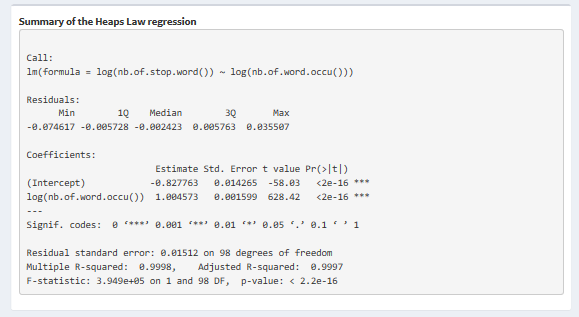 Summary of the Heaps Law regression
Call:
lm(formula = log(nb.of.stop.word()) ~ log(nb.of.word.occu()))
Residuals:
Min 1Q Median 3Q Max
-0.074617 -0.005728 -0.002423 0.005763 0.035507
Coefficients:
Estimate Std. Error t value Pr(>|t|)
(Intercept) -0.827763 0.014265 -58.03 <2e-16 ***
log(nb.of.word.occu()) 1.004573 0.001599 628.42 <2e-16 ***
---
Signif. codes: 0 ‘***’ 0.001 ‘**’ 0.01 ‘*’ 0.05 ‘.’ 0.1 ‘ ’ 1
Residual standard error: 0.01512 on 98 degrees of freedom
Multiple R-squared: 0.9998, Adjusted R-squared: 0.9997
F-statistic: 3.949e+05 on 1 and 98 DF, p-value: < 2.2e-16